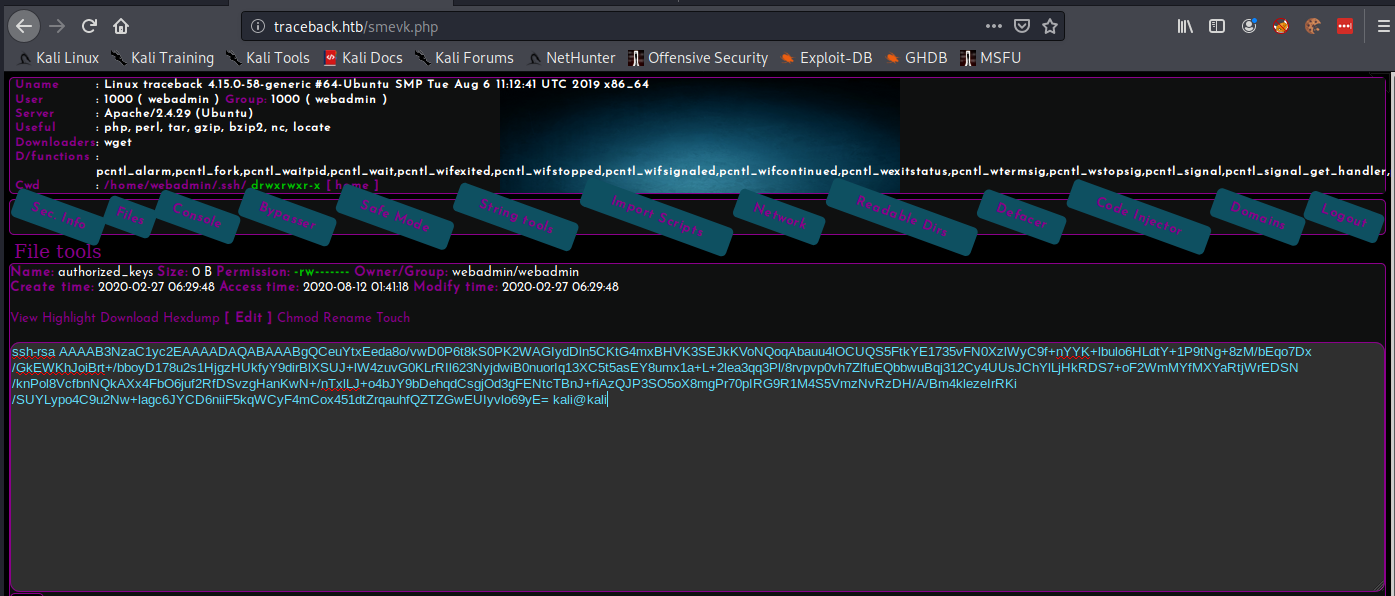 traceback.htb/smevk.php
Kali Linux Kali Training Kali Tools Kali Docs Kali Forums NetHunter Offensive Security Exploit-DB GHDB MSFU
Uname : Linux traceback 4.15.0-58-generic #64-Ubuntu SMP Tue Aug 6 11:12:41 UTC 2019 x86_64
User : 1000 ( webadmin ) Group: 1000 ( webadmin )
Server : Apache/2.4.29 (Ubuntu)
Useful : php, perl, tar, gzip, bzip2, nc, locate
Downloaders: wget
D/functions :
pcntl_alarm,pcntl_fork,pcntl_waitpid,pcntl_wait,pcntl_wifexited,pcntl_wifstopped,pcntl_wifsignaled,pcntl_wifcontinued,pcntl_wexitstatus,pcntl_wtermsig,pcntl_wstopsig,pcntl_signal,pcntl_signal_get_handler,
Cwd : /home/webadmin/.ssh/ drwxrwxr-x [ home ]
Sec. Info Files Console Bypasser Safe Mode String tools Import Scripts Network Readable Dirs Defacer Code Injector Domains Logout
File tools
Name: authorized_keys Size: 0 B Permission: -rw------- Owner/Group: webadmin/webadmin
Create time: 2020-02-27 06:29:48 Access time: 2020-08-12 01:41:18 Modify time: 2020-02-27 06:29:48
View Highlight Download Hexdump [ Edit ] Chmod Rename Touch
ssh-rsa AAAAB3NzaC1yc2EAAAADAQABAAABgQCeuYtxEeda8o/vwD0P6t8kS0PK2WAGIydDln5CKtG4mxBHVK3SEJkKVoNQoqAbauu4lOCUQS5FtkYE1735vFN0XzlWyC9f+nYYK+lbulo6HLdtY+1P9tNg+8zM/bEqo7Dx
/GkEWKhJoiBrt+/bboyD178u2s1HjgzHUkfyY9dirBlXSUJ+lW4zuvG0KLrRIl623NyjdwiB0nuorlq13XC5t5asEY8umx1a+L+2lea3qq3Pl/8rvpvp0vh7ZlfuEQbbwuBqj312Cy4UUsJChYlLjHkRDS7+oF2WmMYfMXYaRtjWrEDSN
/knPol8VcfbnNQkAXx4FbO6juf2RfDSvzgHanKwN+/nTxlLJ+o4bJY9bDehqdCsgjOd3gFENtcTBnJ+fiAzQJP3SO5oX8mgPr70pIRG9R1M4S5VmzNvRzDH/A/Bm4klezeIrRKi
/SUYLypo4C9u2Nw+lagc6JYCD6niiF5kqWCyF4mCox451dtZrqauhfQZTZGwEUIyvlo69yE= kali@kali